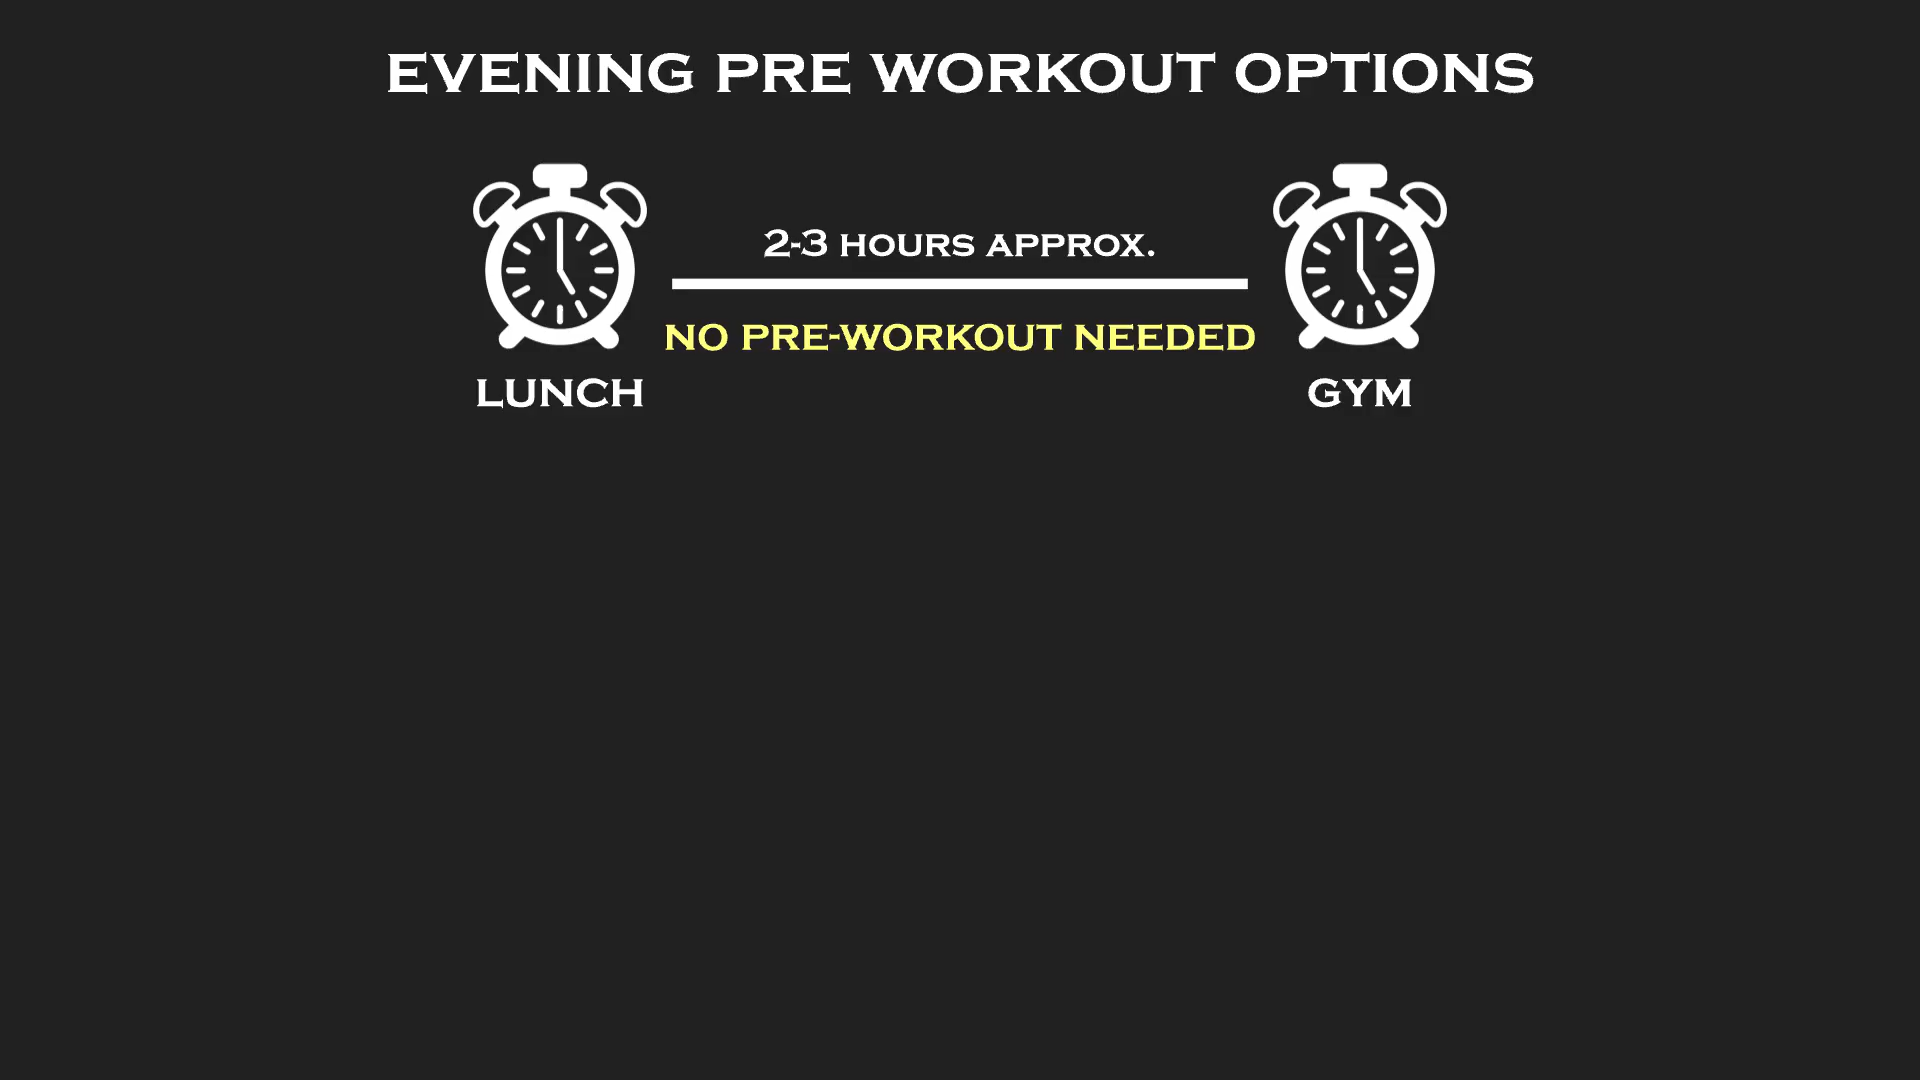 EVENING PRE WORKOUT OPTIONS
2-3 HOURS APPROX.
NO PRE-WORKOUT NEEDED
LUNCH
GYM